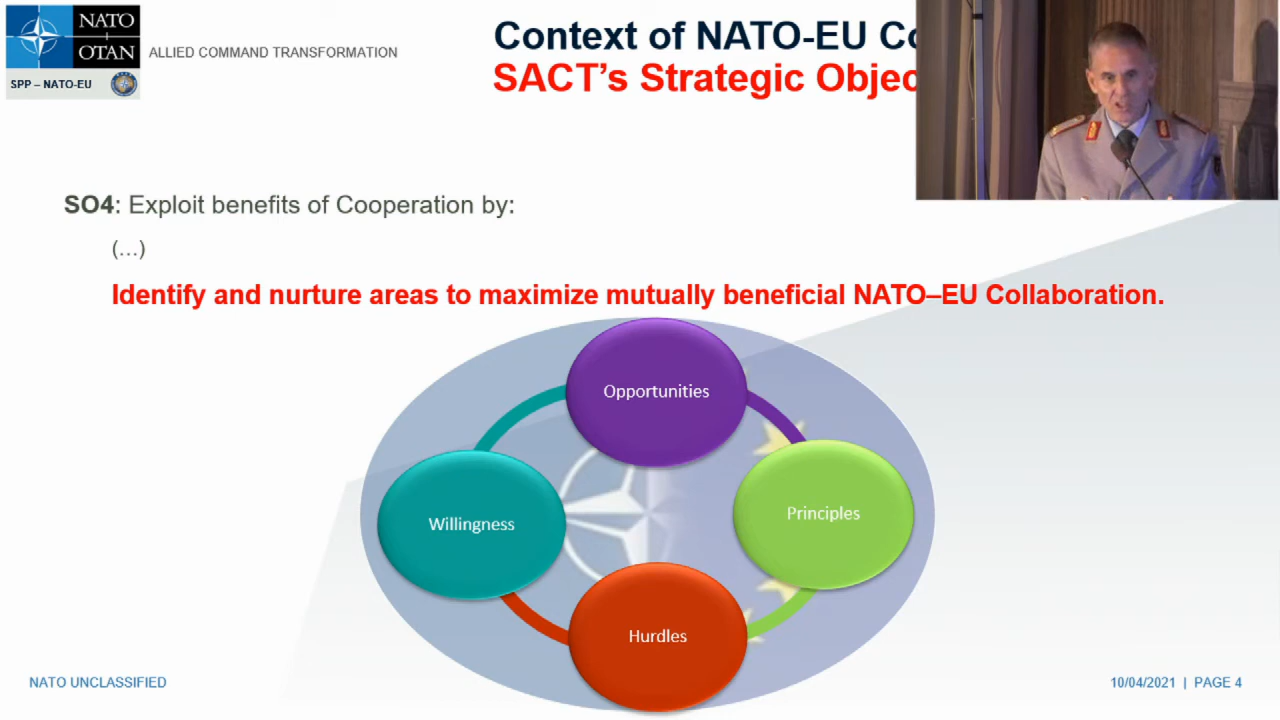 NATO
OTAN
ALLIED COMMAND TRANSFORMATION
SPP – NATO-EU
Context of NATO-EU
SACT’s Strategic
SO4: Exploit benefits of Cooperation by:
(…)
Identify and nurture areas to maximize mutually beneficial NATO–EU Collaboration.
Opportunities
Willingness
Principles
Hurdles
NATO UNCLASSIFIED
10/04/2021 | PAGE 4